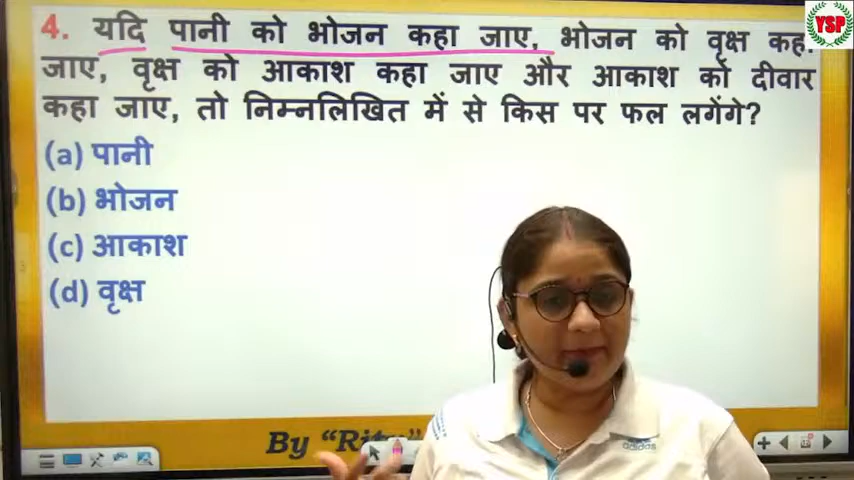 YSP
4. यदि पानी को भोजन कहा जाए, भोजन को वृक्ष कहा
जाए, वृक्ष को आकाश कहा जाए और आकाश को दीवार
कहा जाए, तो निम्नलिखित में से किस पर फल लगेंगे?
(a) पानी
(b) भोजन
(c) आकाश
(d) वृक्ष
By
adidas